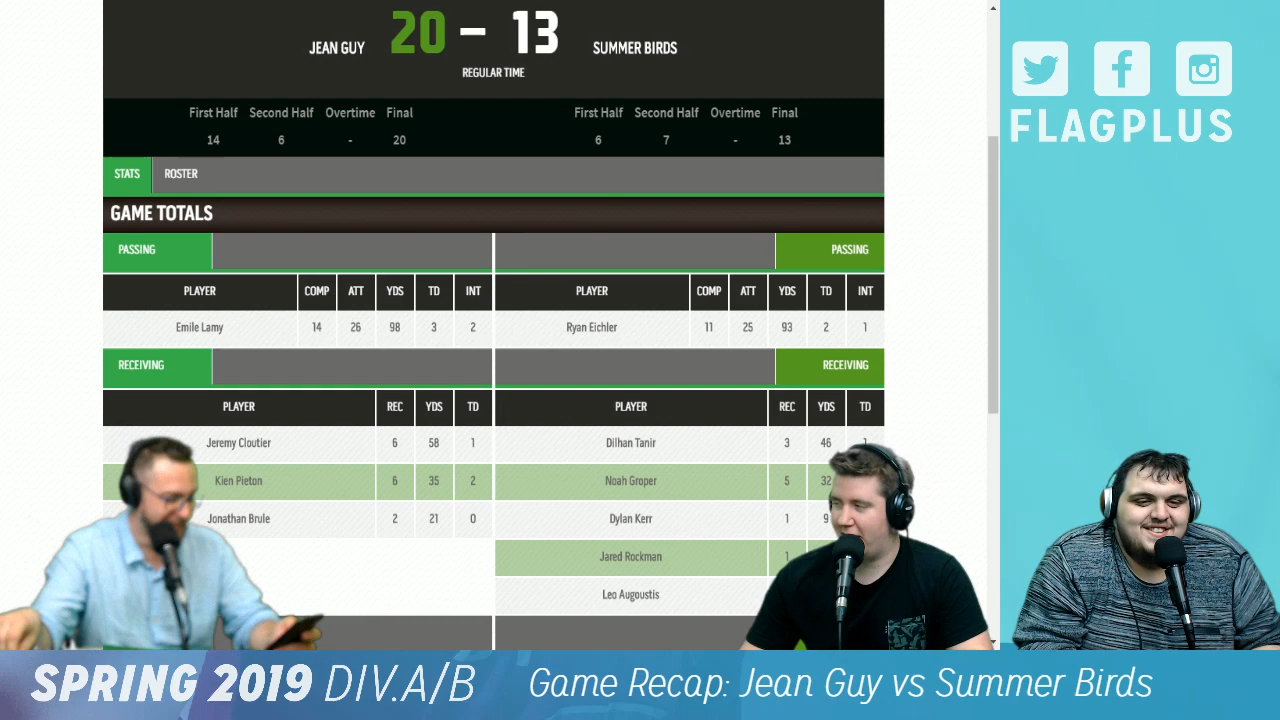 JEAN GUY 20 – 13 SUMMER BIRDS
REGULAR TIME
First Half Second Half Overtime Final First Half Second Half Overtime Final
14 6 - 20 6 7 - 13
STATS ROSTER
GAME TOTALS
PASSING PASSING
PLAYER COMP ATT YDS TD INT PLAYER COMP ATT YDS TD INT
Emile Lamy 14 26 98 3 2 Ryan Eichler 11 25 93 2 1
RECEIVING RECEIVING
PLAYER REC YDS TD PLAYER REC YDS TD
Jeremy Cloutier 6 58 1 Dilhan Tanir 3 46 1
Kien Pieton 6 35 2 Noah Groper 5 32
Jonathan Brule 2 21 0 Dylan Kerr 1 9
Jared Rockman 1
Leo Augoustis
FLAGPLUS
SPRING 2019 DIV.A/B Game Recap: Jean Guy vs Summer Birds